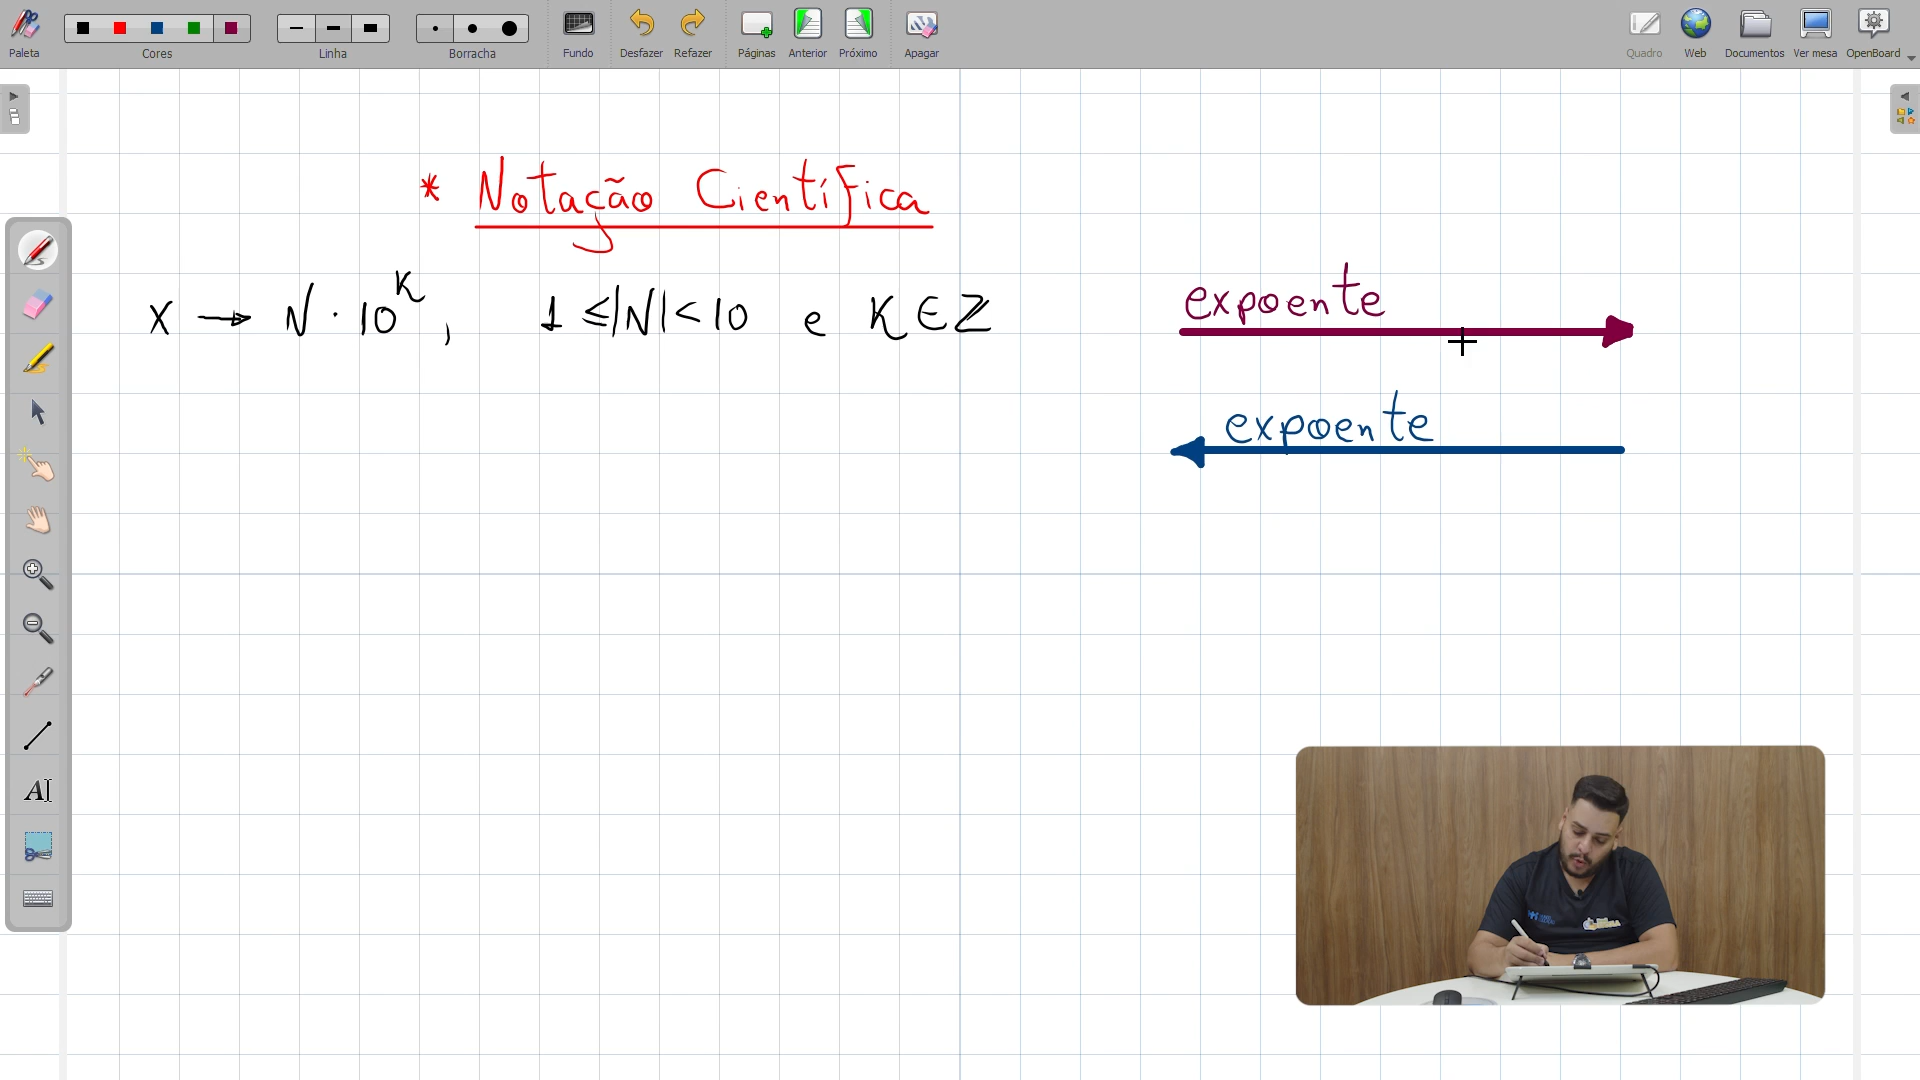 Paleta Cores Linha Borracha Fundo Desfazer Refazer Páginas Anterior Próximo Apagar Quadro Web Documentos Ver mesa OpenBoard
* Notação Científica
x → N · 10^K, 1 ≤ |N| < 10 e K ∈ Z
expoente
expoente
AI